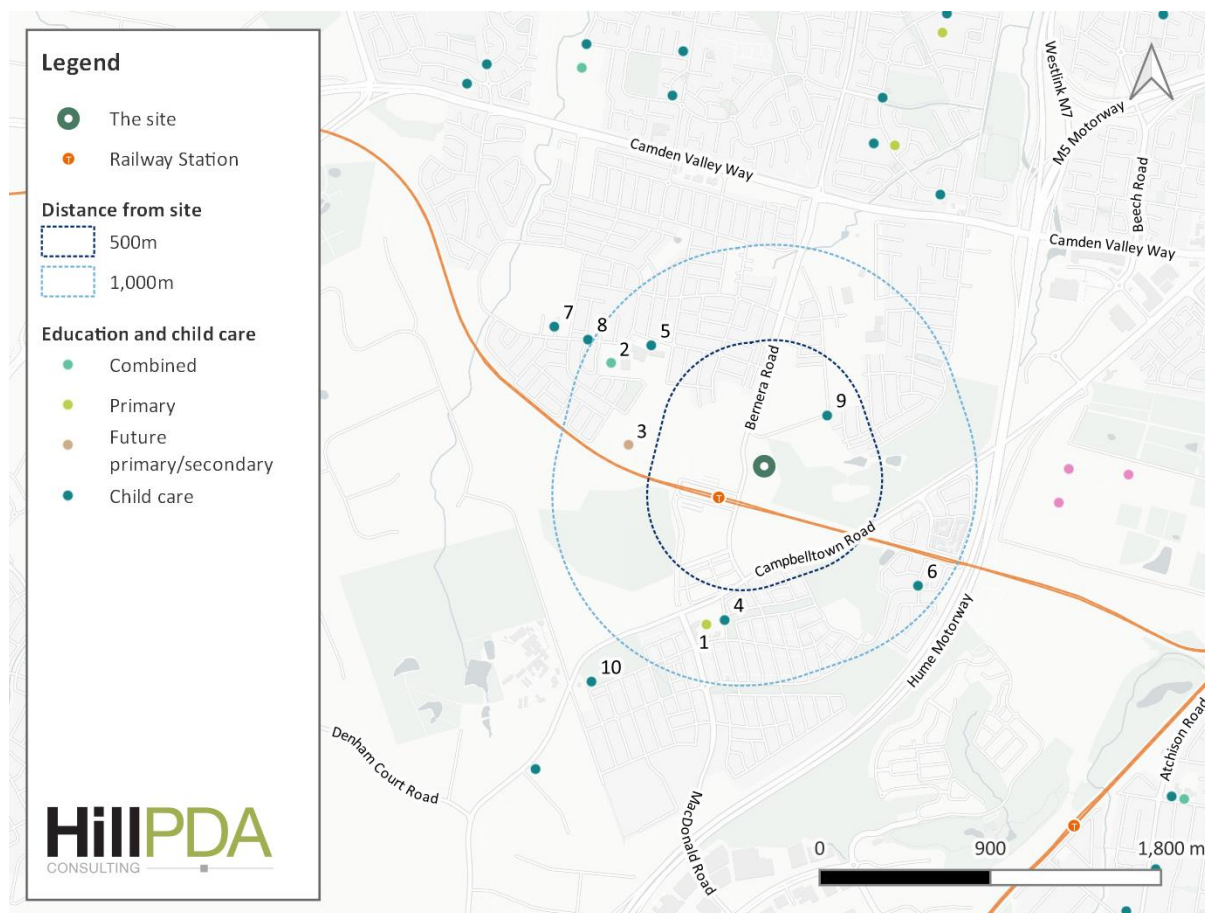 Legend
The site
T
Railway Station
Distance from site
500m
1,000m
Education and child care
Combined
Primary
Future
primary/secondary
Child care
HillPDA
CONSULTING
Westlink M7
M5 Motorway
Beech Road
Camden Valley Way
Camden Valley Way
7
8
5
2
Bernera Road
9
3
T
Campbelltown Road
6
4
1
10
Hume Motorway
Denham Court Road
MacDonald Road
Atchison Road
T
0
900
1,800 m